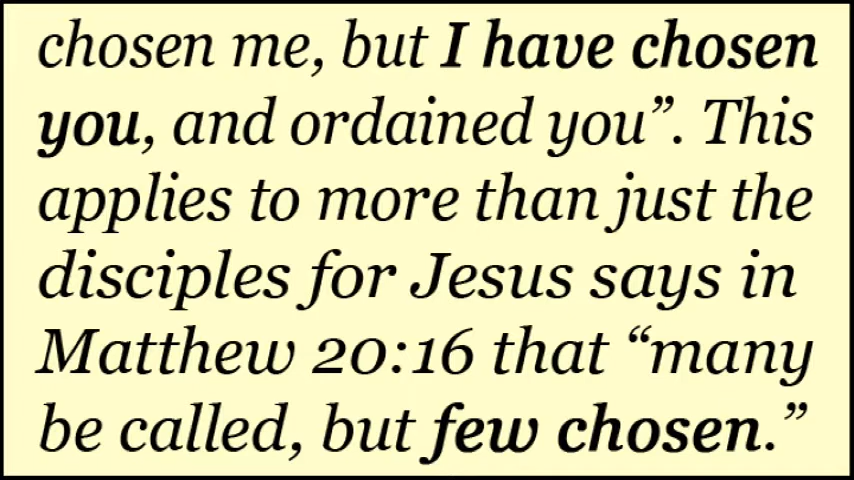 chosen me, but I have chosen
you, and ordained you”. This
applies to more than just the
disciples for Jesus says in
Matthew 20:16 that “many
be called, but few chosen.”